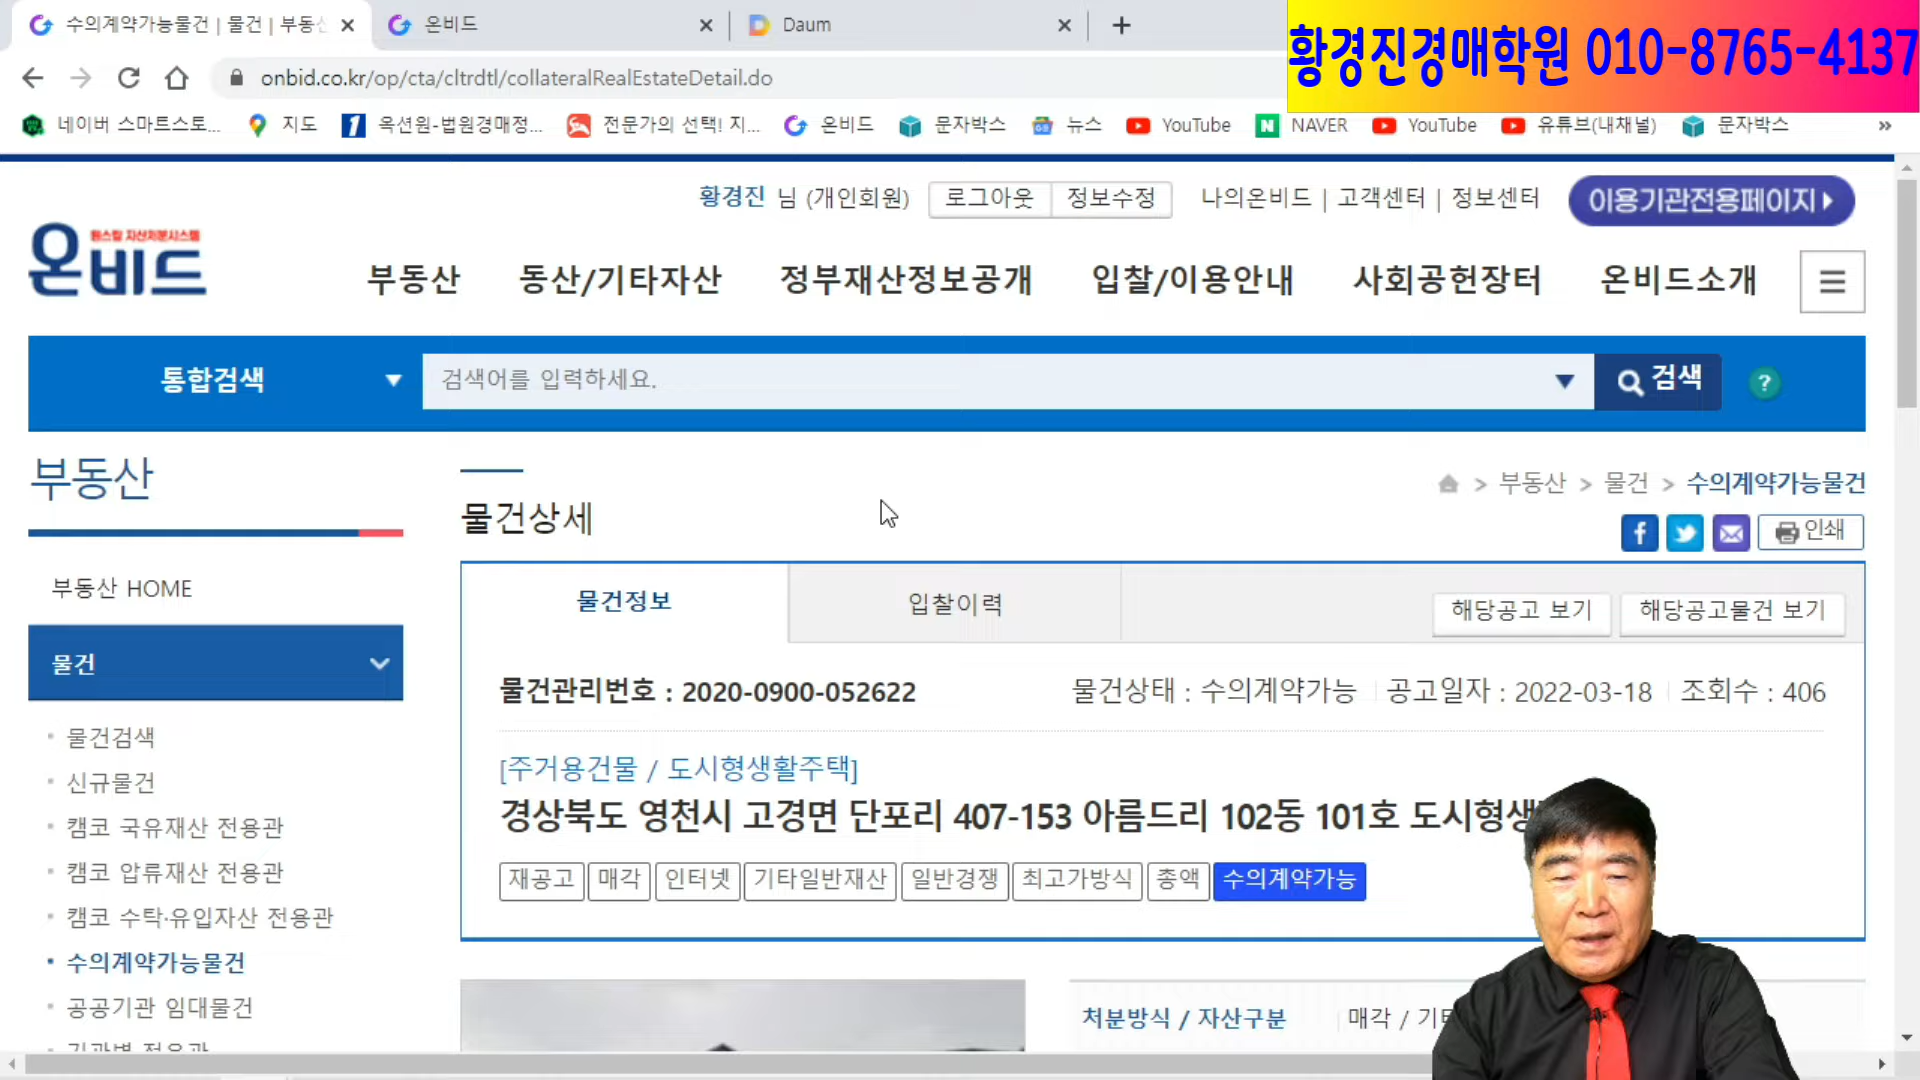 수의계약가능물건 | 물건 | 부동산
온비드
Daum
황경진경매학원 010-8765-4137
onbid.co.kr/op/cta/cltrdtl/collateralRealEstateDetail.do
네이버 스마트스토...
지도
옥션원-법원경매정...
전문가의 선택! 지...
온비드
문자박스
뉴스
YouTube
NAVER
YouTube
유튜브(내채널)
문자박스
황경진 님 (개인회원)
로그아웃
정보수정
나의온비드 | 고객센터 | 정보센터
이용기관전용페이지
원스톱 자산처분시스템
온비드
부동산
동산/기타자산
정부재산정보공개
입찰/이용안내
사회공헌장터
온비드소개
통합검색
검색어를 입력하세요.
검색
?
부동산
> 부동산 > 물건 > 수의계약가능물건
물건상세
인쇄
부동산 HOME
물건정보
입찰이력
해당공고 보기
해당공고물건 보기
물건
물건관리번호 : 2020-0900-052622
물건상태 : 수의계약가능
공고일자 : 2022-03-18
조회수 : 406
물건검색
신규물건
캠코 국유재산 전용관
캠코 압류재산 전용관
캠코 수탁·유입자산 전용관
수의계약가능물건
공공기관 임대물건
기관별 전용관
[주거용건물 / 도시형생활주택]
경상북도 영천시 고경면 단포리 407-153 아름드리 102동 101호 도시형생
재공고
매각
인터넷
기타일반재산
일반경쟁
최고가방식
총액
수의계약가능
처분방식 / 자산구분
매각 / 기타